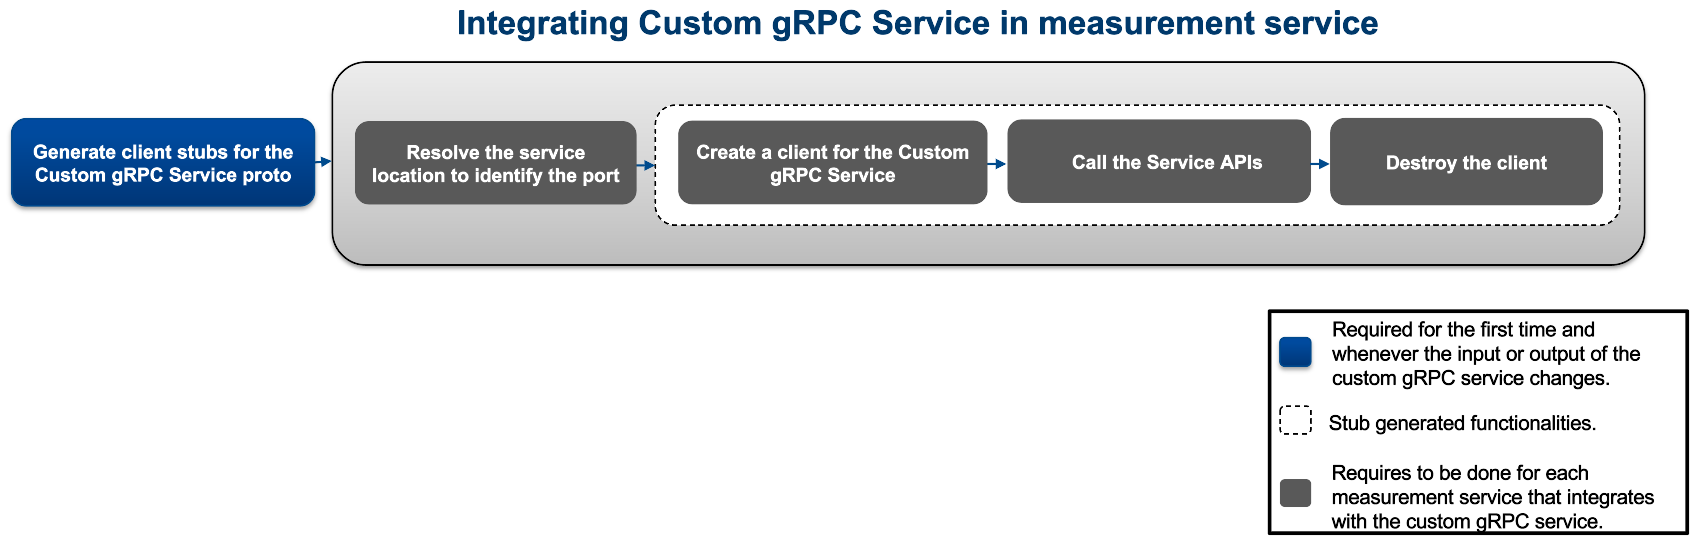 Integrating Custom gRPC Service in measurement service
Generate client stubs for the
Custom gRPC Service proto
Resolve the service
location to identify the port
Create a client for the Custom
gRPC Service
Call the Service APIs
Destroy the client
Required for the first time and
whenever the input or output of the
custom gRPC service changes.
Stub generated functionalities.
Requires to be done for each
measurement service that integrates
with the custom gRPC service.